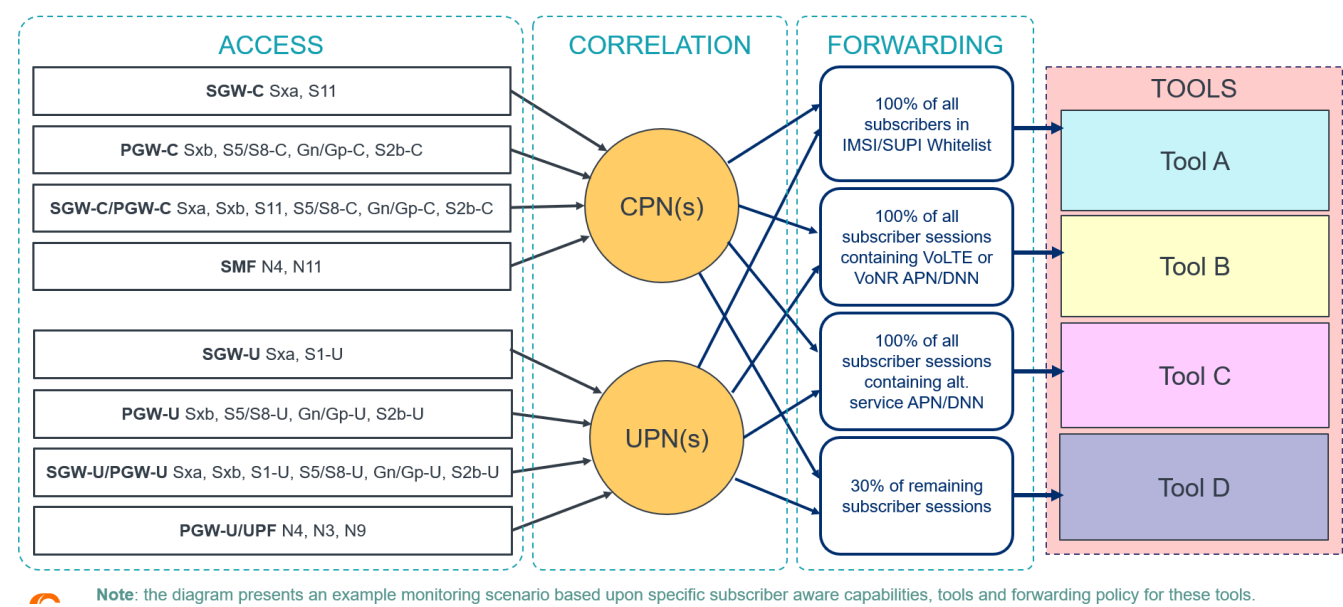 ACCESS
SGW-C Sxa, S11
PGW-C Sxb, S5/S8-C, Gn/Gp-C, S2b-C
SGW-C/PGW-C Sxa, Sxb, S11, S5/S8-C, Gn/Gp-C, S2b-C
SMF N4, N11
SGW-U Sxa, S1-U
PGW-U Sxb, S5/S8-U, Gn/Gp-U, S2b-U
SGW-U/PGW-U Sxa, Sxb, S1-U, S5/S8-U, Gn/Gp-U, S2b-U
PGW-U/UPF N4, N3, N9
CORRELATION
CPN(s)
UPN(s)
FORWARDING
100% of all
subscribers in
IMSI/SUPI Whitelist
100% of all
subscriber sessions
containing VoLTE or
VoNR APN/DNN
100% of all
subscriber sessions
containing alt.
service APN/DNN
30% of remaining
subscriber sessions
TOOLS
Tool A
Tool B
Tool C
Tool D
Note: the diagram presents an example monitoring scenario based upon specific subscriber aware capabilities, tools and forwarding policy for these tools.